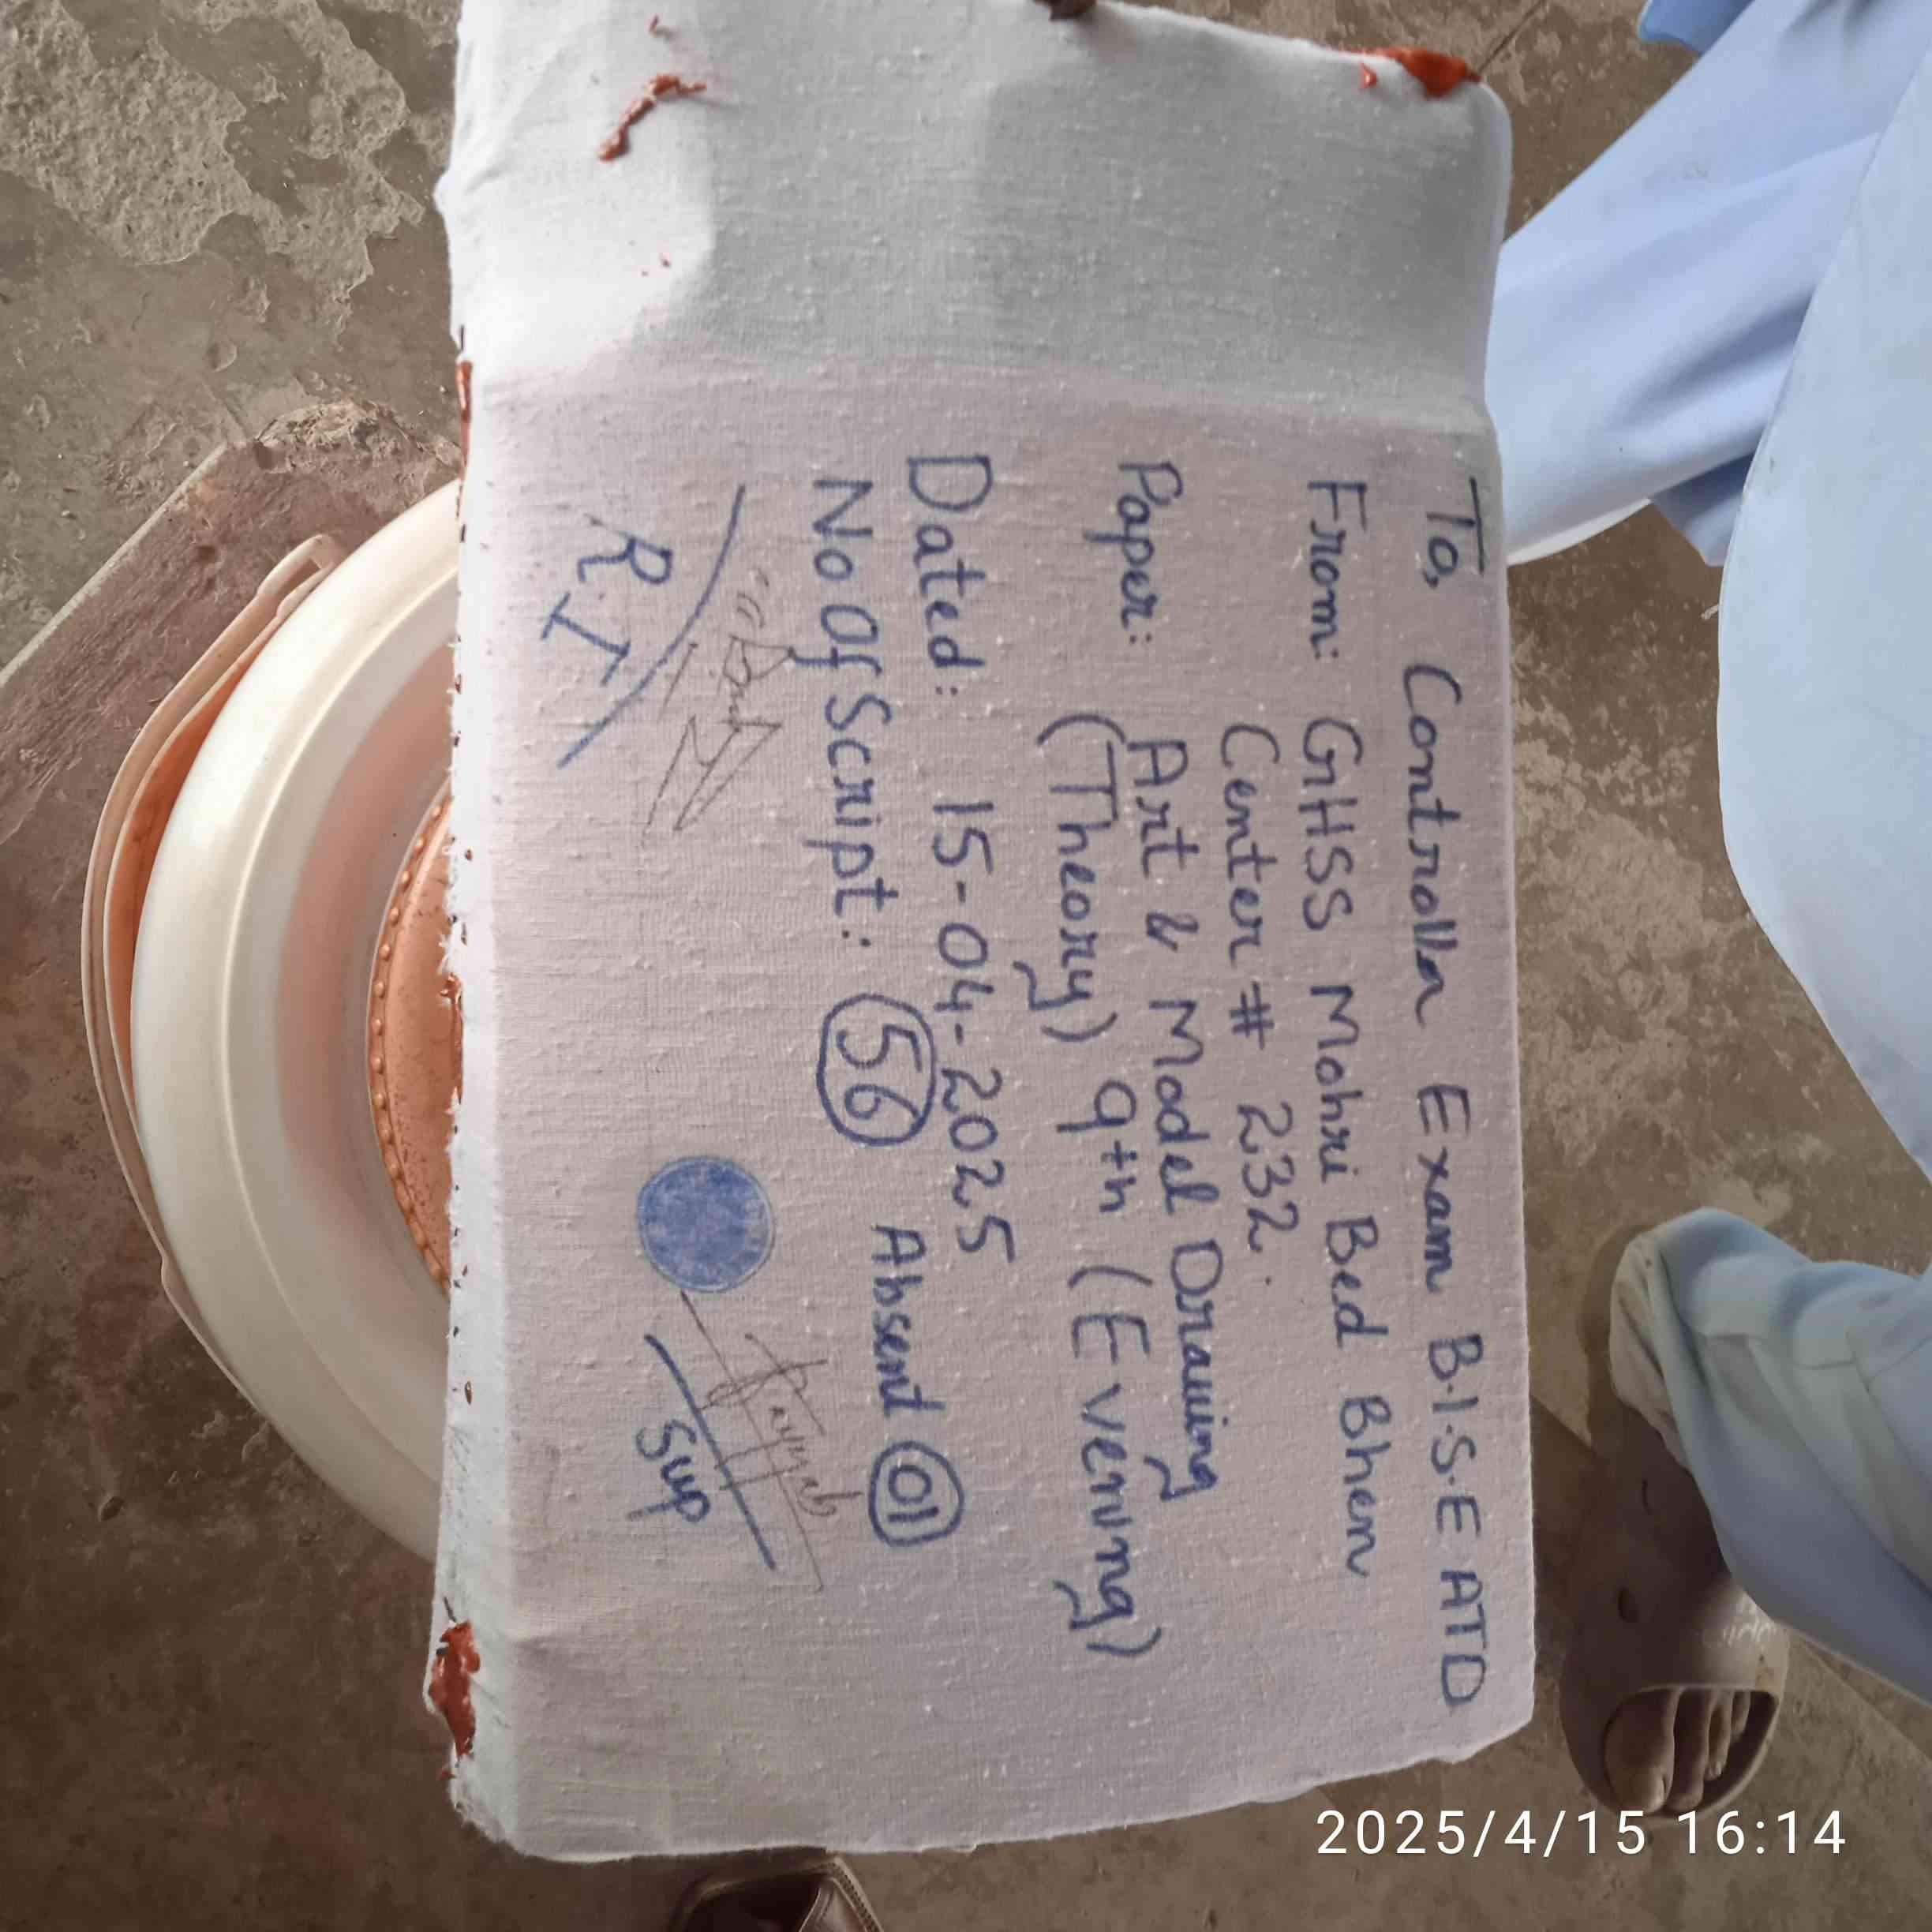 To, Controller Exam B.I.S.E ATD
From: GHSS Mohri Bed Bhen
Center # 232.
Paper: Art & Model Drawing
(Theory) 9th (Evening)
Dated: 15-04-2025
No Of Script: 56 Absent 01
R.I
Sup
2025/4/15 16:14